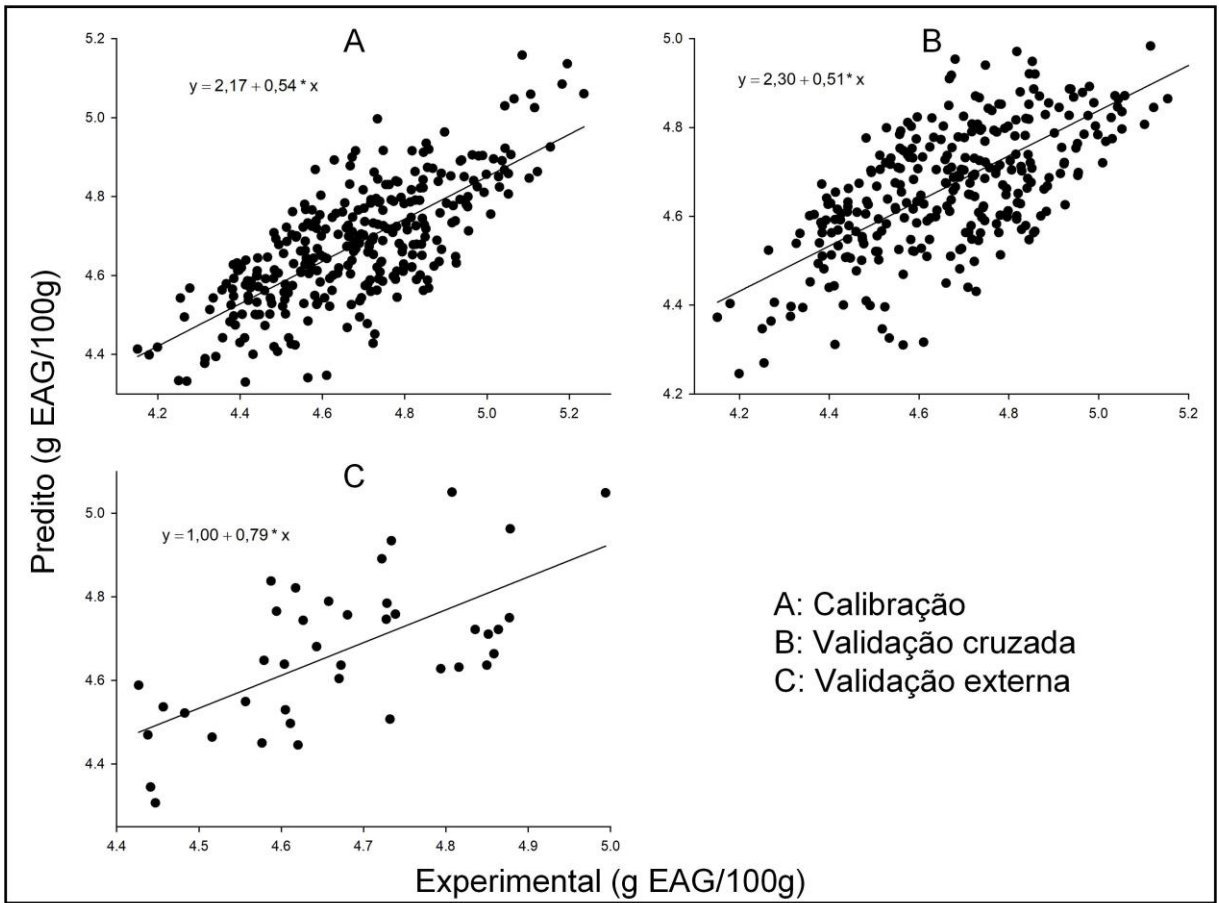 A
y = 2,17 + 0,54 * x
5.2
5.0
4.8
4.6
4.4
4.2 4.4 4.6 4.8 5.0 5.2
B
y = 2,30 + 0,51* x
5.0
4.8
4.6
4.4
4.2
4.2 4.4 4.6 4.8 5.0 5.2
C
y = 1,00 + 0,79 * x
5.0
4.8
4.6
4.4
4.4 4.5 4.6 4.7 4.8 4.9 5.0
Predito (g EAG/100g)
Experimental (g EAG/100g)
A: Calibração
B: Validação cruzada
C: Validação externa